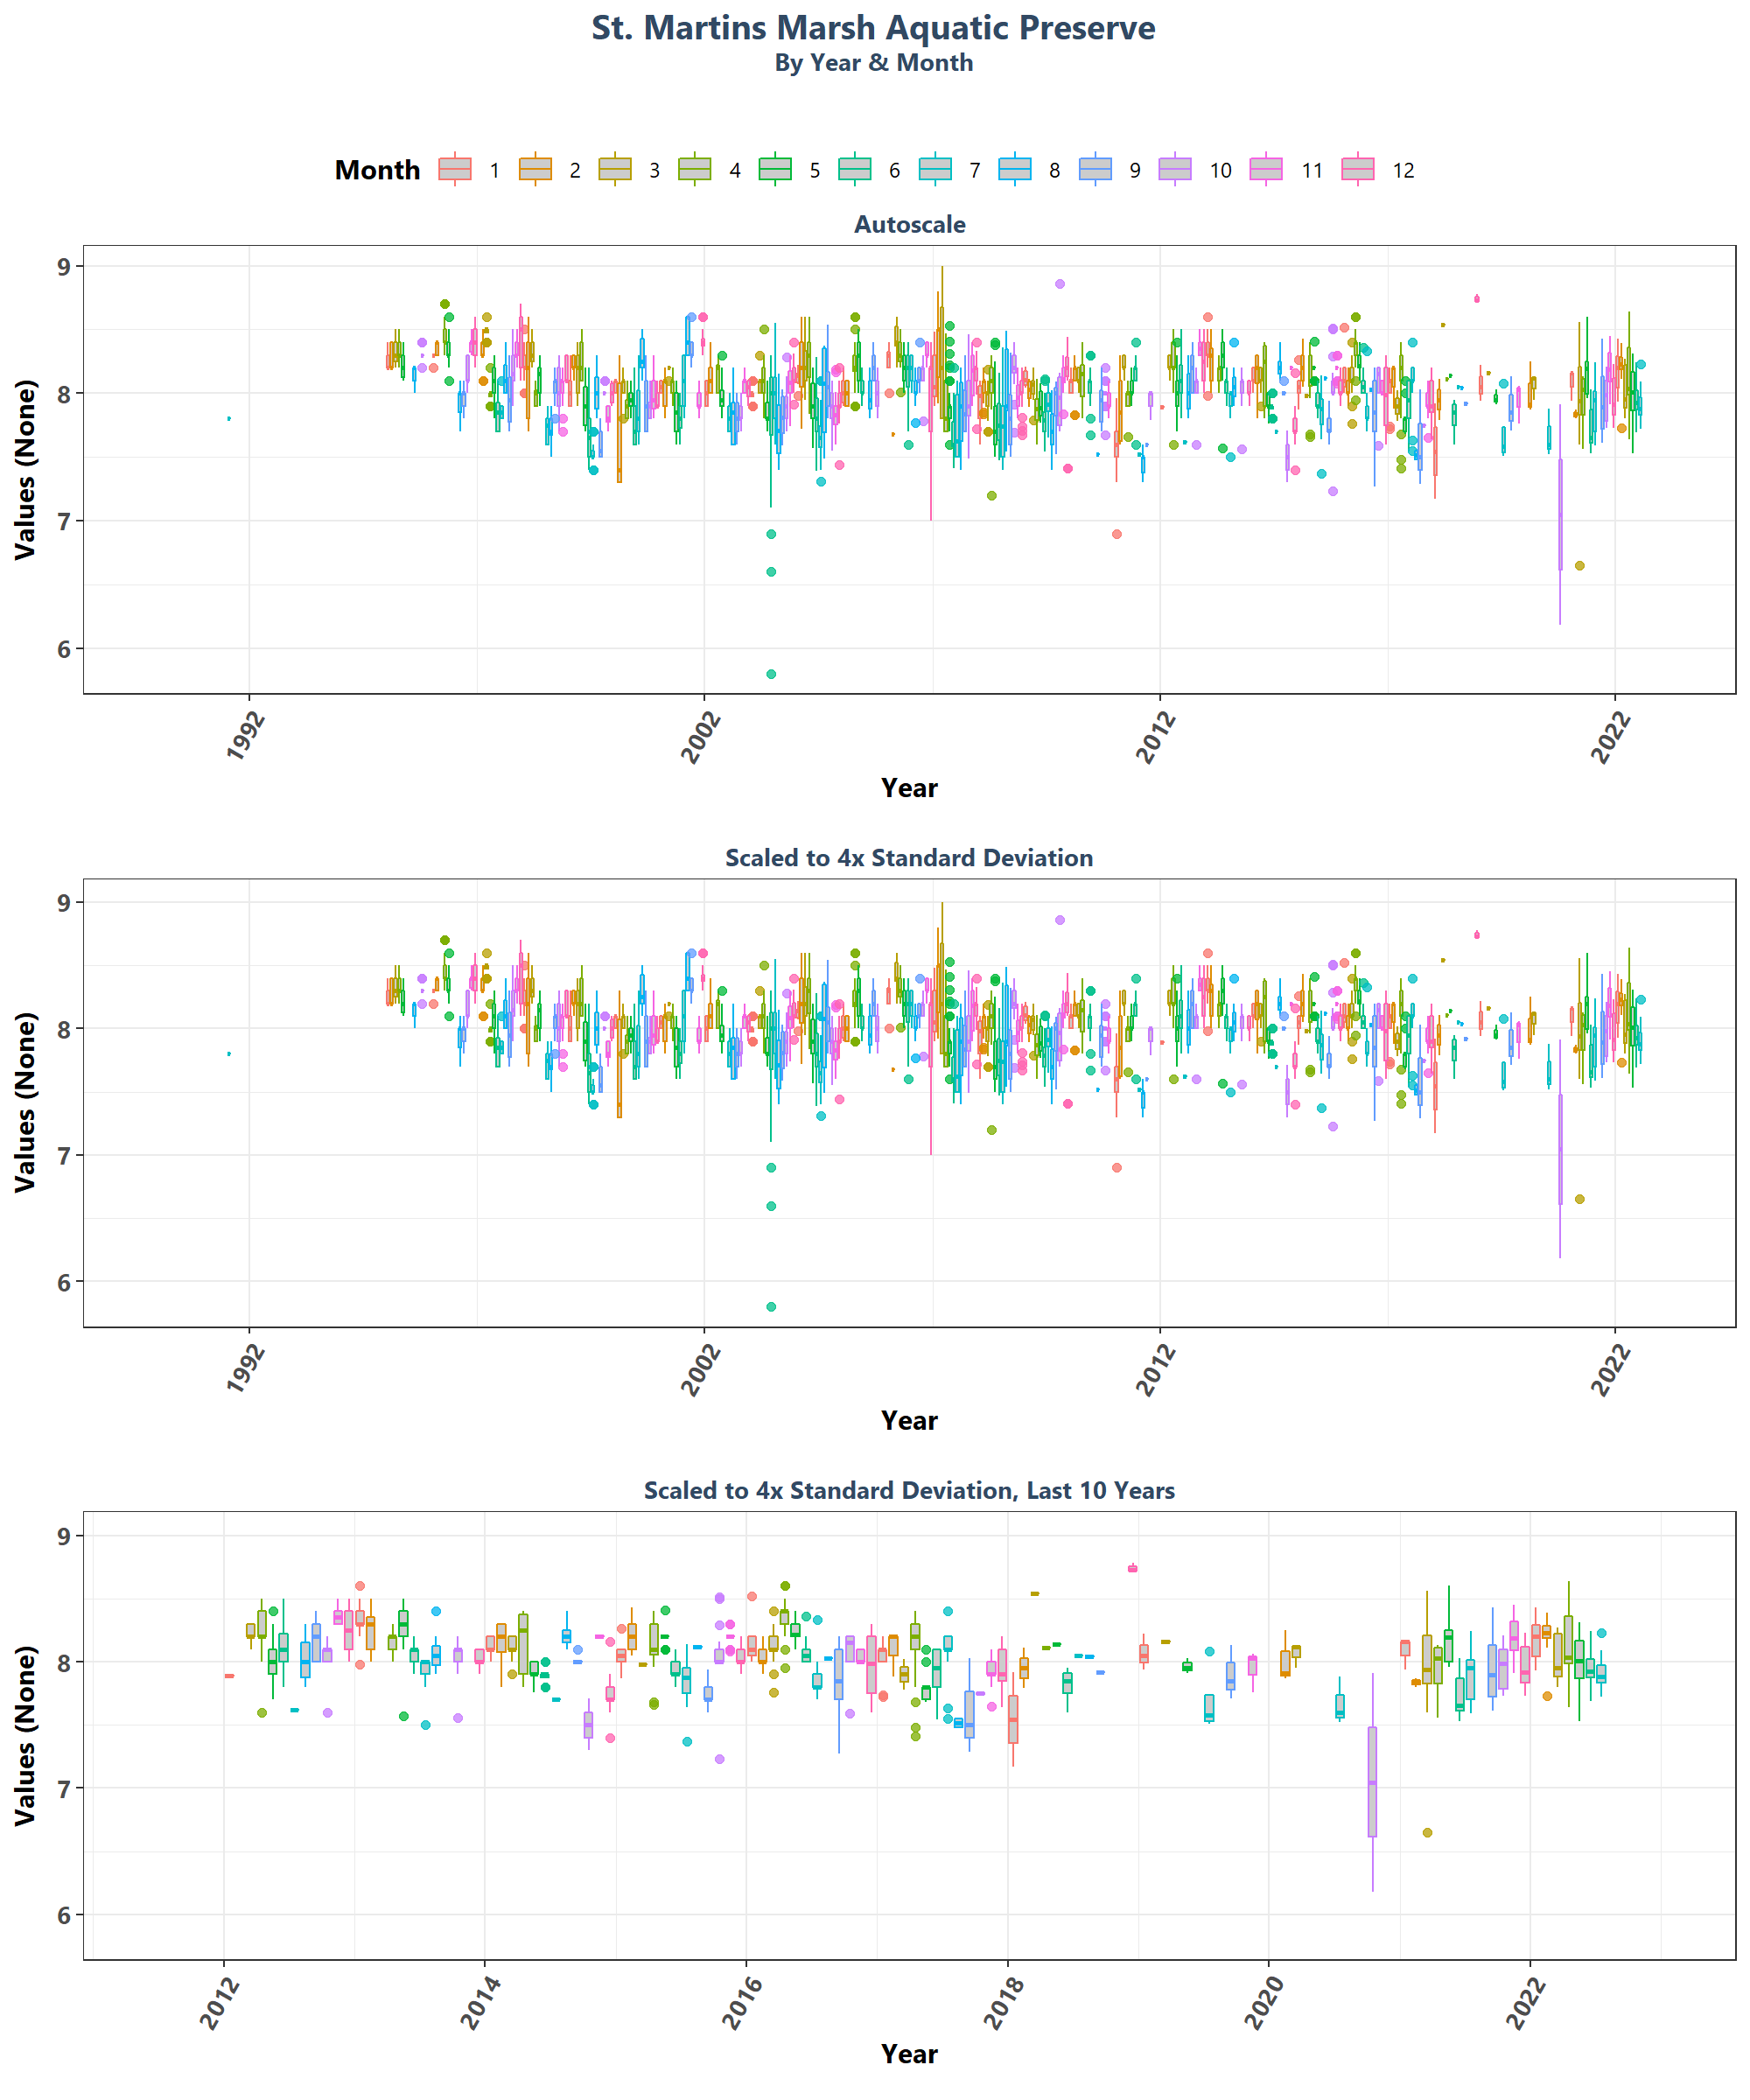 St. Martins Marsh Aquatic Preserve
By Year & Month
Month 1 2 3 4 5 6 7 8 9 10 11 12
Autoscale
Values (None)
9
8
7
6
1992 2002 2012 2022
Year
Scaled to 4x Standard Deviation
Values (None)
9
8
7
6
1992 2002 2012 2022
Year
Scaled to 4x Standard Deviation, Last 10 Years
Values (None)
9
8
7
6
2012 2014 2016 2018 2020 2022
Year